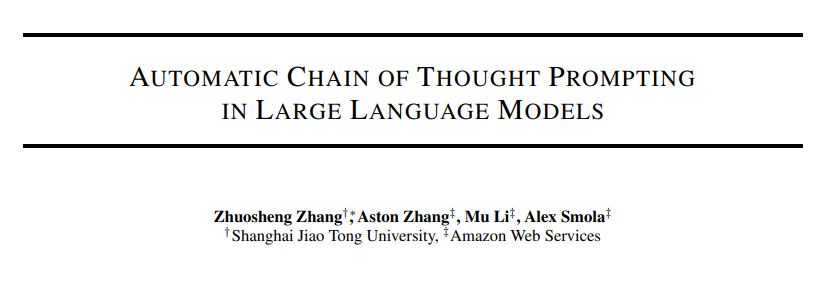 AUTOMATIC CHAIN OF THOUGHT PROMPTING
IN LARGE LANGUAGE MODELS
Zhuosheng Zhang†*, Aston Zhang‡, Mu Li‡, Alex Smola‡
†Shanghai Jiao Tong University, ‡Amazon Web Services